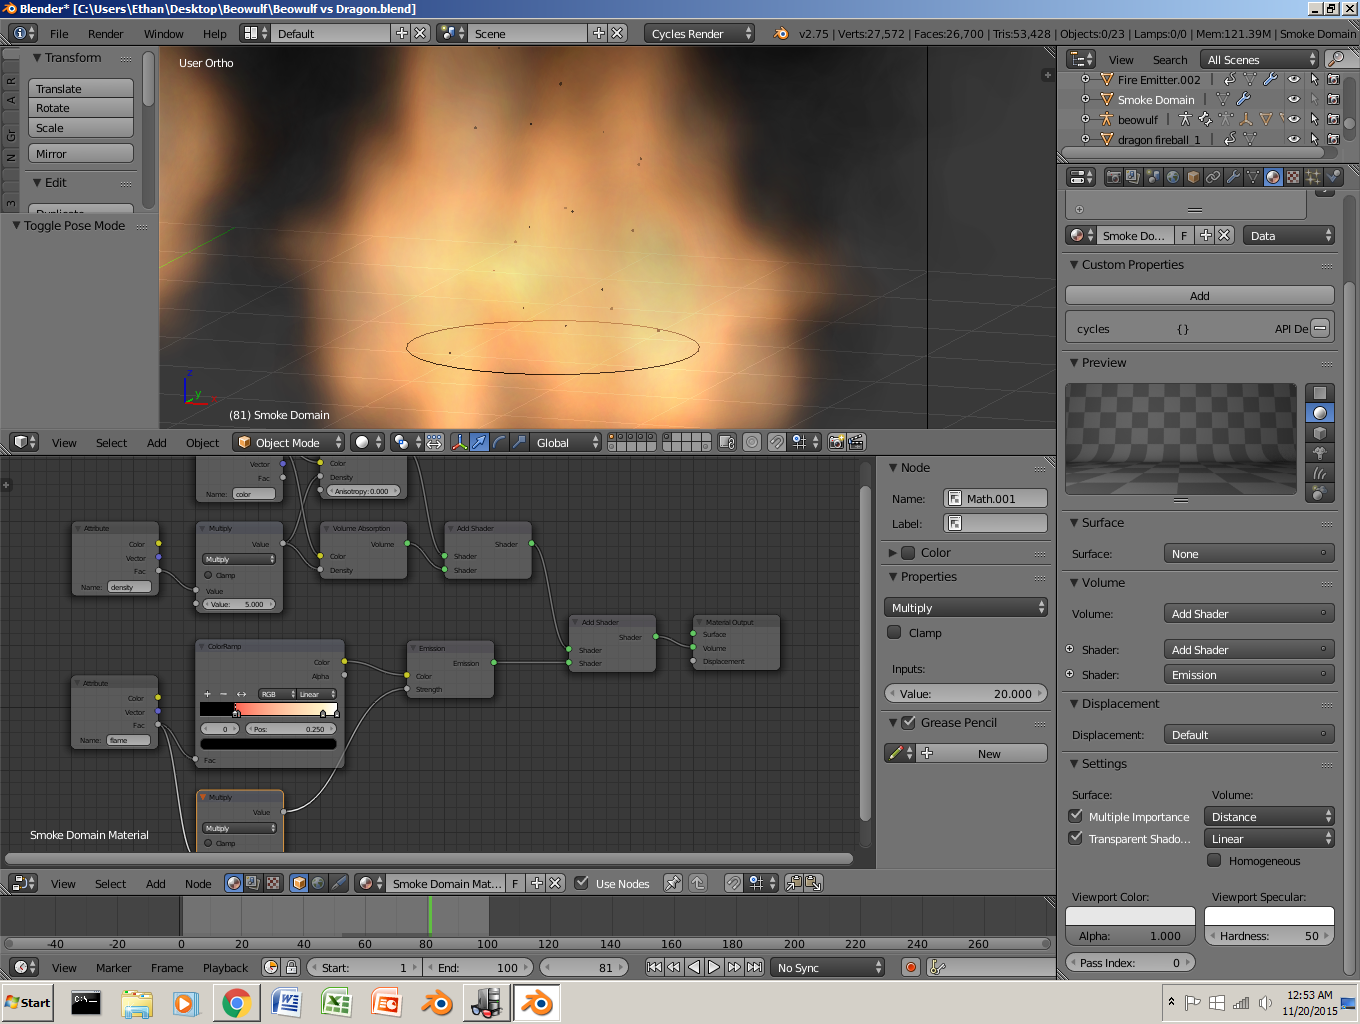 Blender* [C:\Users\Ethan\Desktop\Beowulf\Beowulf vs Dragon.blend]
File Render Window Help Default Scene Cycles Render v2.75 | Verts:27,572 | Faces:26,700 | Tris:53,428 | Objects:0/23 | Lamps:0/0 | Mem:121.39M | Smoke Domain
Transform
Translate
Rotate
Scale
Mirror
Edit
Toggle Pose Mode
R
A
Gr
N
3
User Ortho
z
y
(81) Smoke Domain
View Select Add Object Object Mode Global
View Search All Scenes
Fire Emitter.002
Smoke Domain
beowulf
dragon fireball 1
Smoke Do... F Data
Custom Properties
Add
cycles {} API De
Preview
Surface
Surface: None
Volume
Volume: Add Shader
Shader: Add Shader
Shader: Emission
Displacement
Displacement: Default
Settings
Surface: Volume:
Multiple Importance Distance
Transparent Shado... Linear
Homogeneous
Viewport Color: Viewport Specular:
Alpha: 1.000 Hardness: 50
Pass Index: 0
Vector
Fac
Name: color
Color
Density
Anisotropy: 0.000
Attribute
Color
Vector
Fac
Name: density
Multiply
Value
Multiply
Clamp
Value
Value: 5.000
Volume Absorption
Volume
Color
Density
Add Shader
Shader
Shader
Shader
Add Shader
Shader
Shader
Shader
Material Output
Surface
Volume
Displacement
Attribute
Color
Vector
Fac
Name: flame
ColorRamp
Color
Alpha
RGB Linear
0 Pos: 0.250
Fac
Emission
Emission
Color
Strength
Multiply
Value
Multiply
Clamp
Smoke Domain Material
Node
Name: Math.001
Label:
Color
Properties
Multiply
Clamp
Inputs:
Value: 20.000
Grease Pencil
New
View Select Add Node Smoke Domain Mat... F Use Nodes
-40 -20 0 20 40 60 80 100 120 140 160 180 200 220 240 260
View Marker Frame Playback Start: 1 End: 100 81 No Sync
Start
12:53 AM
11/20/2015